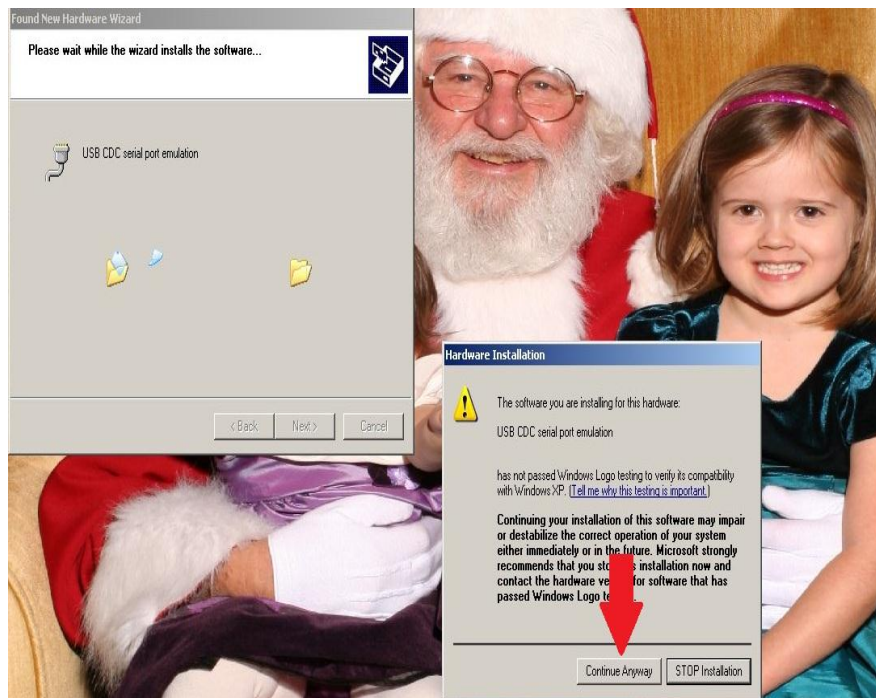 Found New Hardware Wizard
Please wait while the wizard installs the software...
USB CDC serial port emulation
< Back
Next >
Cancel
Hardware Installation
The software you are installing for this hardware:
USB CDC serial port emulation
has not passed Windows Logo testing to verify its compatibility
with Windows XP. (Tell me why this testing is important.)
Continuing your installation of this software may impair
or destabilize the correct operation of your system
either immediately or in the future. Microsoft strongly
recommends that you installation now and
contact the hardware for software that has
passed Windows Logo
Continue Anyway
STOP Installation